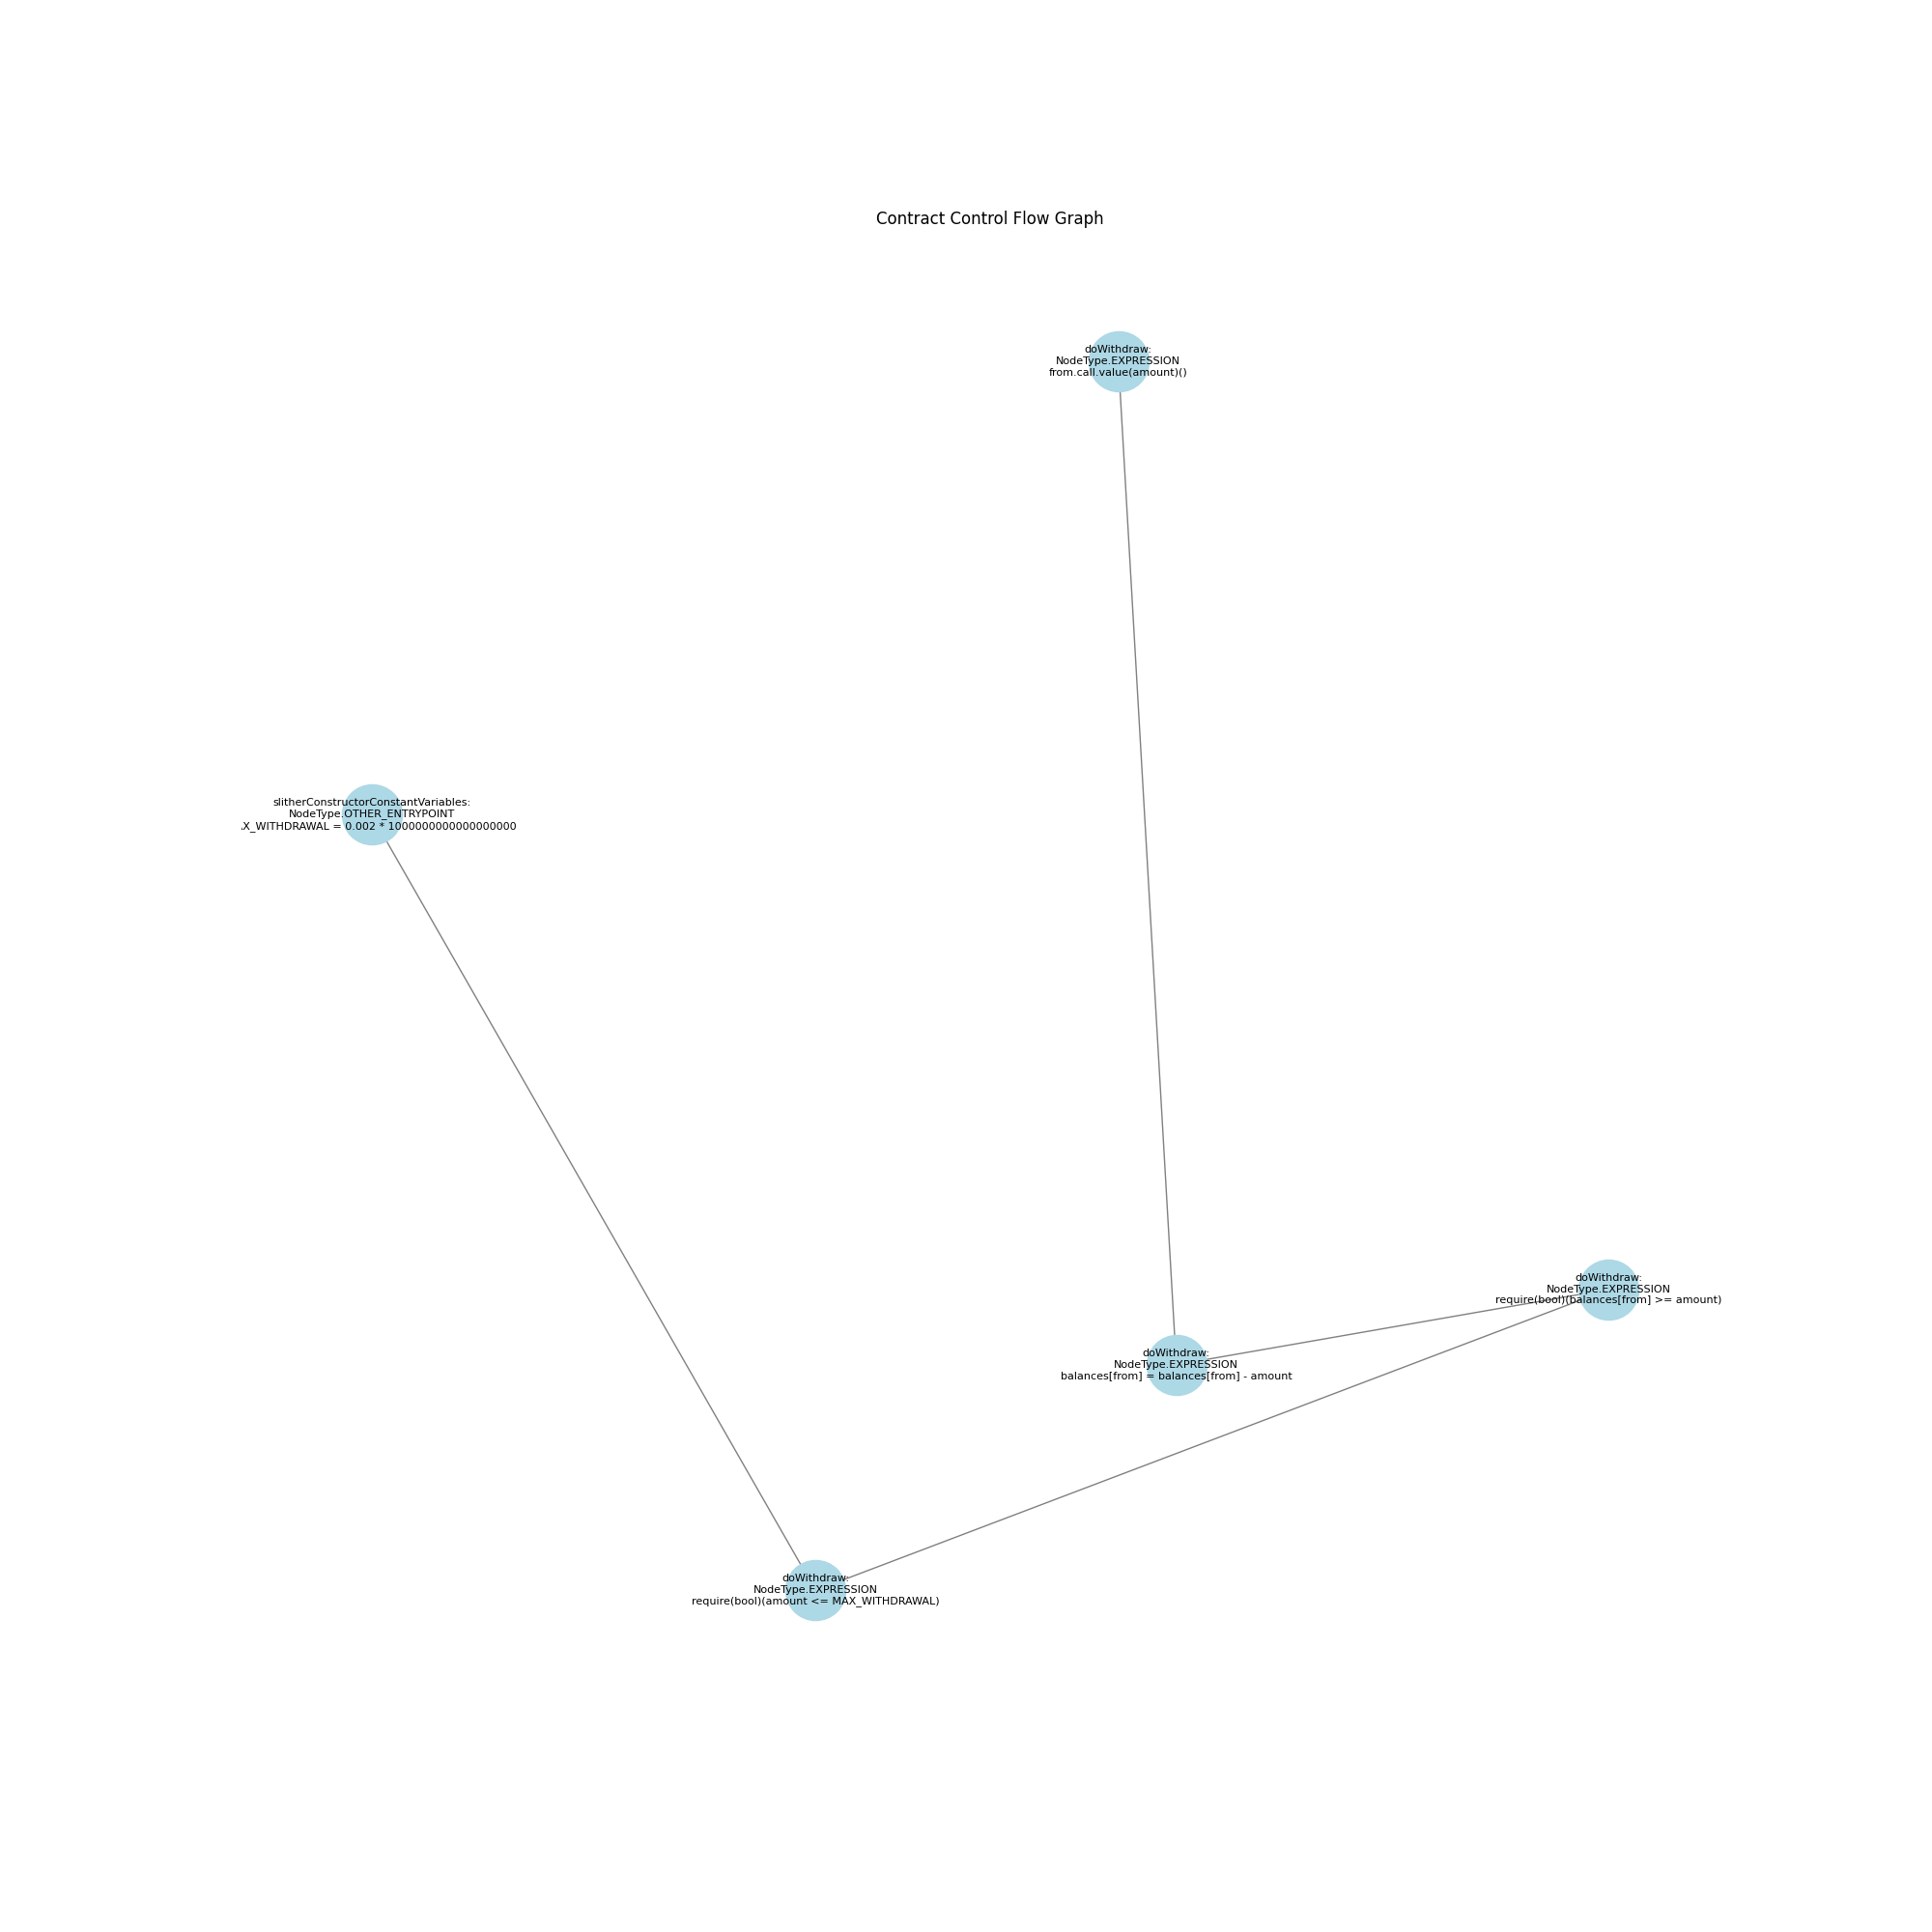 Contract Control Flow Graph
doWithdraw:
NodeType.EXPRESSION
from.call.value(amount)()
slitherConstructorConstantVariables:
NodeType.OTHER_ENTRYPOINT
.X_WITHDRAWAL = 0.002 * 1000000000000000000
doWithdraw:
NodeType.EXPRESSION
require(bool)(balances[from] >= amount)
doWithdraw:
NodeType.EXPRESSION
balances[from] = balances[from] - amount
doWithdraw:
NodeType.EXPRESSION
require(bool)(amount <= MAX_WITHDRAWAL)